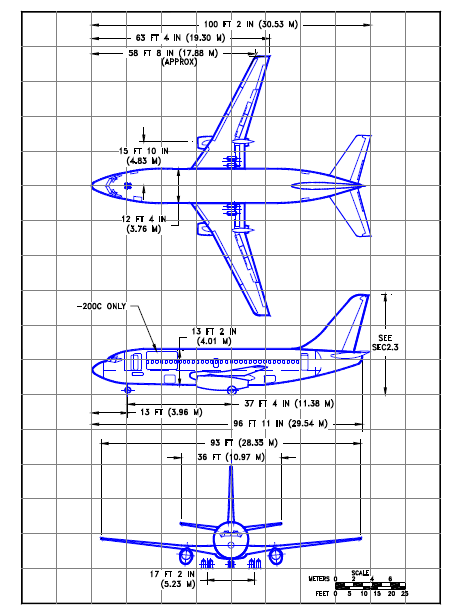 100 FT 2 IN (30.53 M)
63 FT 4 IN (19.30 M)
58 FT 8 IN (17.88 M)
(APPROX)
15 FT 10 IN
(4.83 M)
12 FT 4 IN
(3.76 M)
-200C ONLY
13 FT 2 IN
(4.01 M)
SEE
SEC2.3
37 FT 4 IN (11.38 M)
13 FT (3.96 M)
96 FT 11 IN (29.54 M)
93 FT (28.35 M)
36 FT (10.97 M)
17 FT 2 IN
(5.23 M)
SCALE
METERS 0 2 4 6
FEET 0 5 10 15 20 25